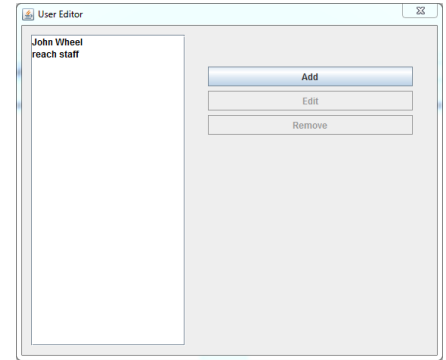 User Editor
John Wheel
reach staff
Add
Edit
Remove